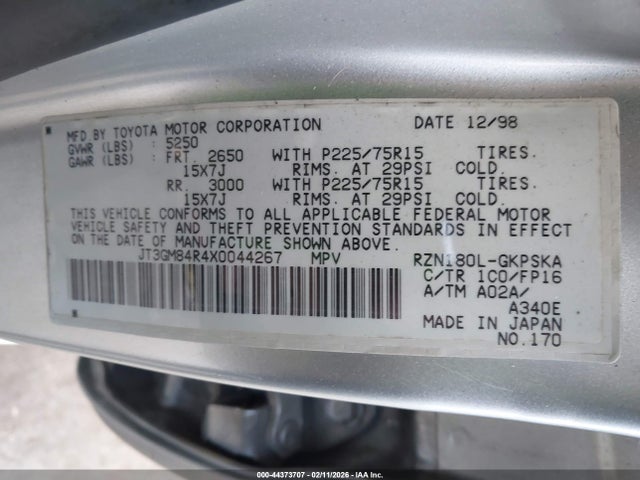 MFD BY TOYOTA MOTOR CORPORATION DATE 12/98
GVWR (LBS) : 5250
GAWR (LBS) : FRT. 2650 WITH P225/75R15 TIRES.
15X7J RIMS. AT 29PSI COLD.
RR. 3000 WITH P225/75R15 TIRES.
15X7J RIMS. AT 29PSI COLD.
THIS VEHICLE CONFORMS TO ALL APPLICABLE FEDERAL MOTOR
VEHICLE SAFETY AND THEFT PREVENTION STANDARDS IN EFFECT
ON THE DATE OF MANUFACTURE SHOWN ABOVE.
JT3GM84R4X0044267 MPV RZN180L-GKPSKA
C/TR 1C0/FP16
A/TM A02A/
A340E
MADE IN JAPAN
NO.170
000-44373707 - 02/11/2026 - IAA Inc.